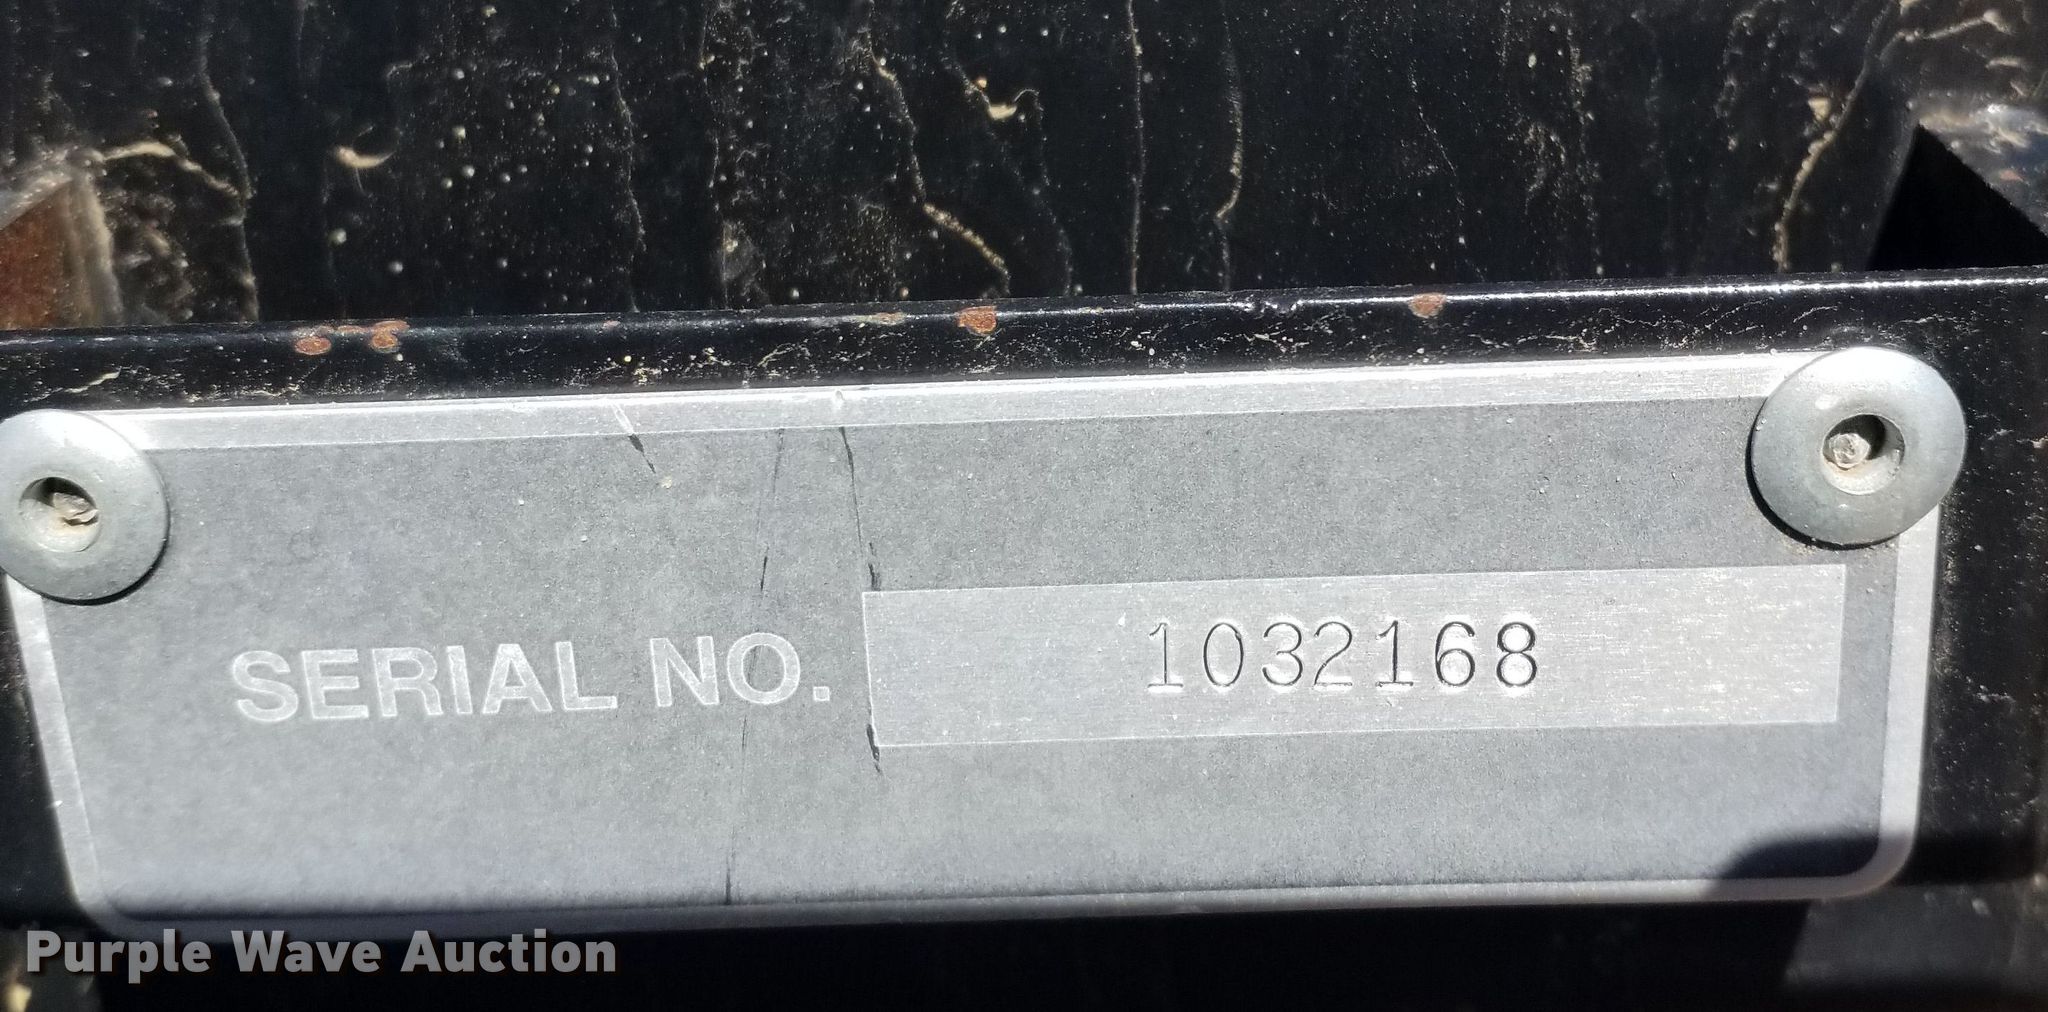 SERIAL NO. 1032168
Purple Wave Auction